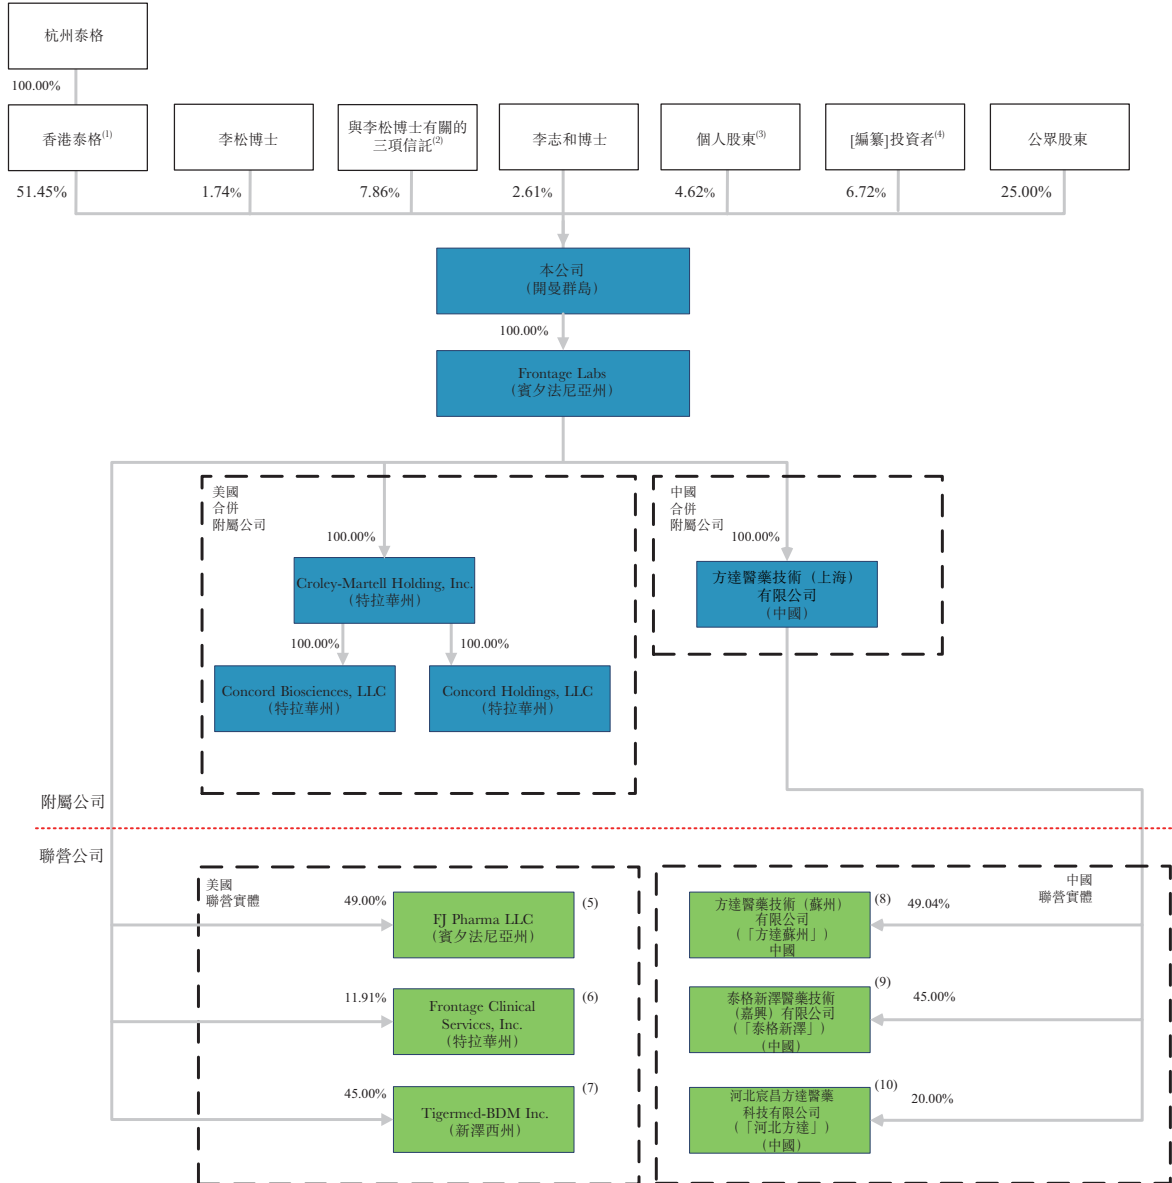 杭州泰格
100.00%
香港泰格(1)
李松博士
與李松博士有關的
三項信託(2)
李志和博士
個人股東(3)
[編纂]投資者(4)
公眾股東
51.45%
1.74%
7.86%
2.61%
4.62%
6.72%
25.00%
本公司
（開曼群島）
100.00%
Frontage Labs
（賓夕法尼亞州）
美國
合併
附屬公司
100.00%
Croley-Martell Holding, Inc.
（特拉華州）
100.00%
100.00%
Concord Biosciences, LLC
（特拉華州）
Concord Holdings, LLC
（特拉華州）
中國
合併
附屬公司
100.00%
方達醫藥技術（上海）
有限公司
（中國）
附屬公司
聯營公司
美國
聯營實體
49.00%
FJ Pharma LLC
（賓夕法尼亞州）
(5)
11.91%
Frontage Clinical
Services, Inc.
（特拉華州）
(6)
45.00%
Tigermed-BDM Inc.
（新澤西州）
(7)
中國
聯營實體
方達醫藥技術（蘇州）
有限公司
（「方達蘇州」）
中國
(8)
49.04%
泰格新澤醫藥技術
（嘉興）有限公司
（「泰格新澤」）
（中國）
(9)
45.00%
河北宸昌方達醫藥
科技有限公司
（「河北方達」）
（中國）
(10)
20.00%